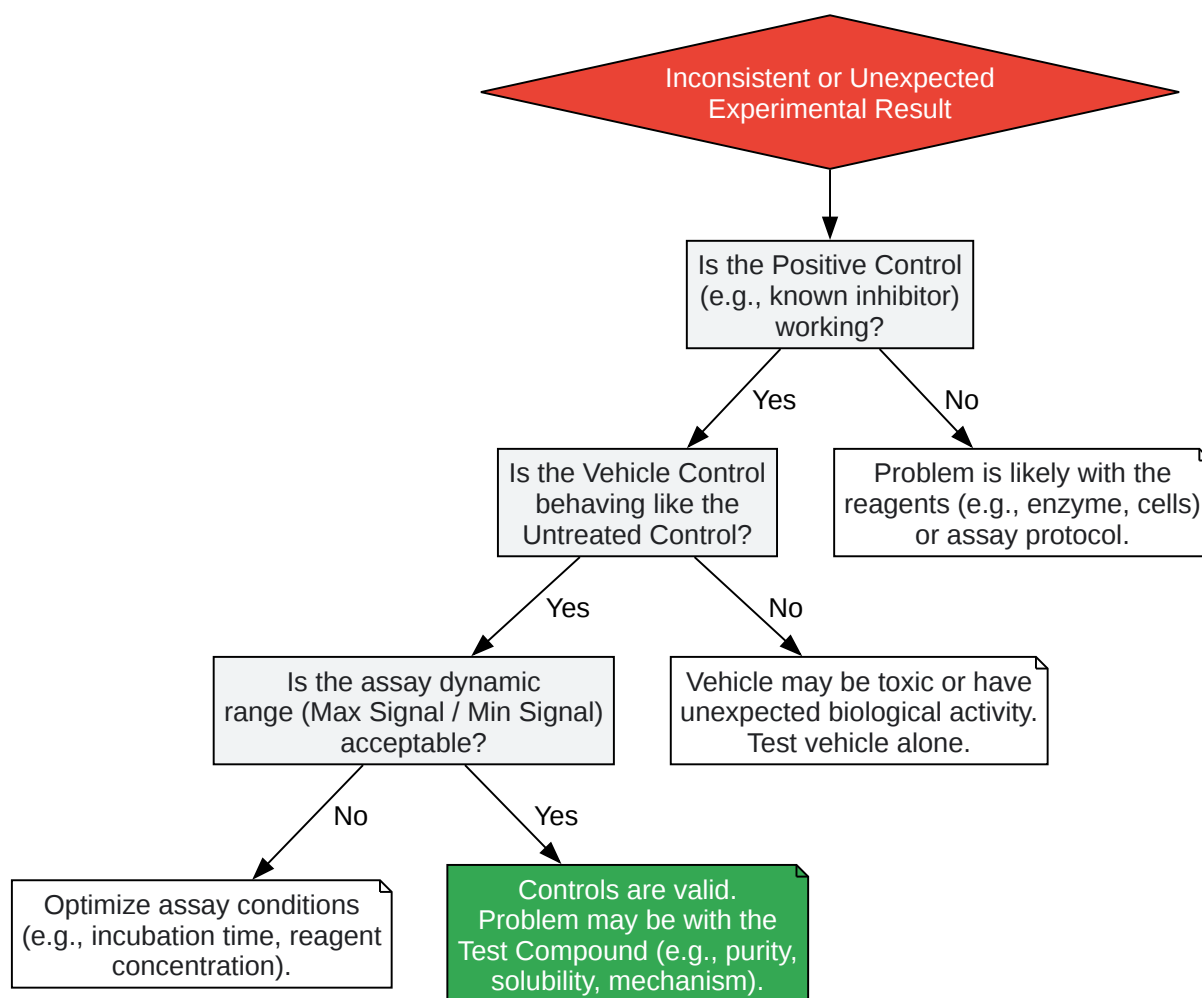 Inconsistent or Unexpected
Experimental Result
Is the Positive Control
(e.g., known inhibitor)
working?
Yes
No
Is the Vehicle Control
behaving like the
Untreated Control?
Problem is likely with the
reagents (e.g., enzyme, cells)
or assay protocol.
Yes
No
Is the assay dynamic
range (Max Signal / Min Signal)
acceptable?
Vehicle may be toxic or have
unexpected biological activity.
Test vehicle alone.
No
Yes
Optimize assay conditions
(e.g., incubation time, reagent
concentration).
Controls are valid.
Problem may be with the
Test Compound (e.g., purity,
solubility, mechanism).